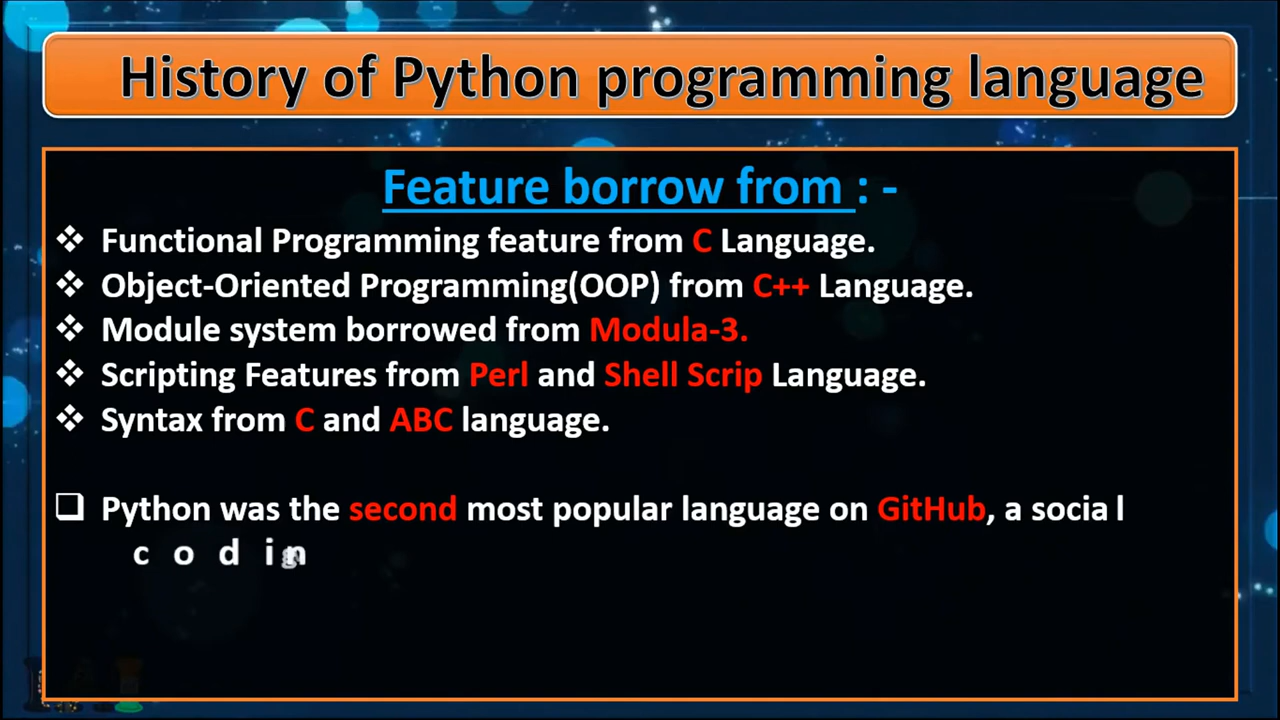 History of Python programming language
Feature borrow from : -
❖ Functional Programming feature from C Language.
❖ Object-Oriented Programming(OOP) from C++ Language.
❖ Module system borrowed from Modula-3.
❖ Scripting Features from Perl and Shell Scrip Language.
❖ Syntax from C and ABC language.
❑ Python was the second most popular language on GitHub, a social